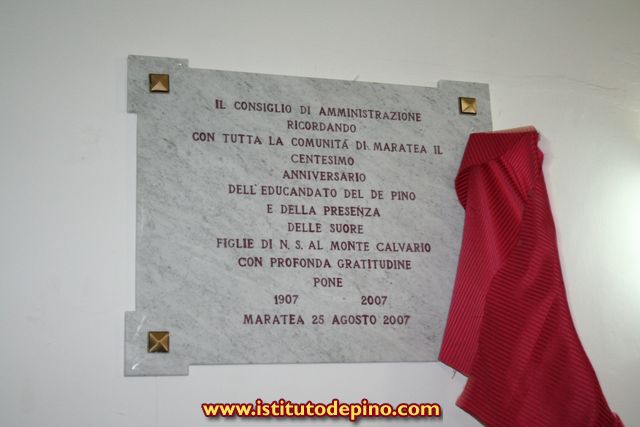 IL CONSIGLIO DI AMMINISTRAZIONE
RICORDANDO
CON TUTTA LA COMUNITÀ DI MARATEA IL
CENTESIMO
ANNIVERSARIO
DELL'EDUCANDATO DEL DE PINO
E DELLA PRESENZA
DELLE SUORE
FIGLIE DI N. S. AL MONTE CALVARIO
CON PROFONDA GRATITUDINE
PONE
1907 2007
MARATEA 25 AGOSTO 2007
www.istitutodepino.com